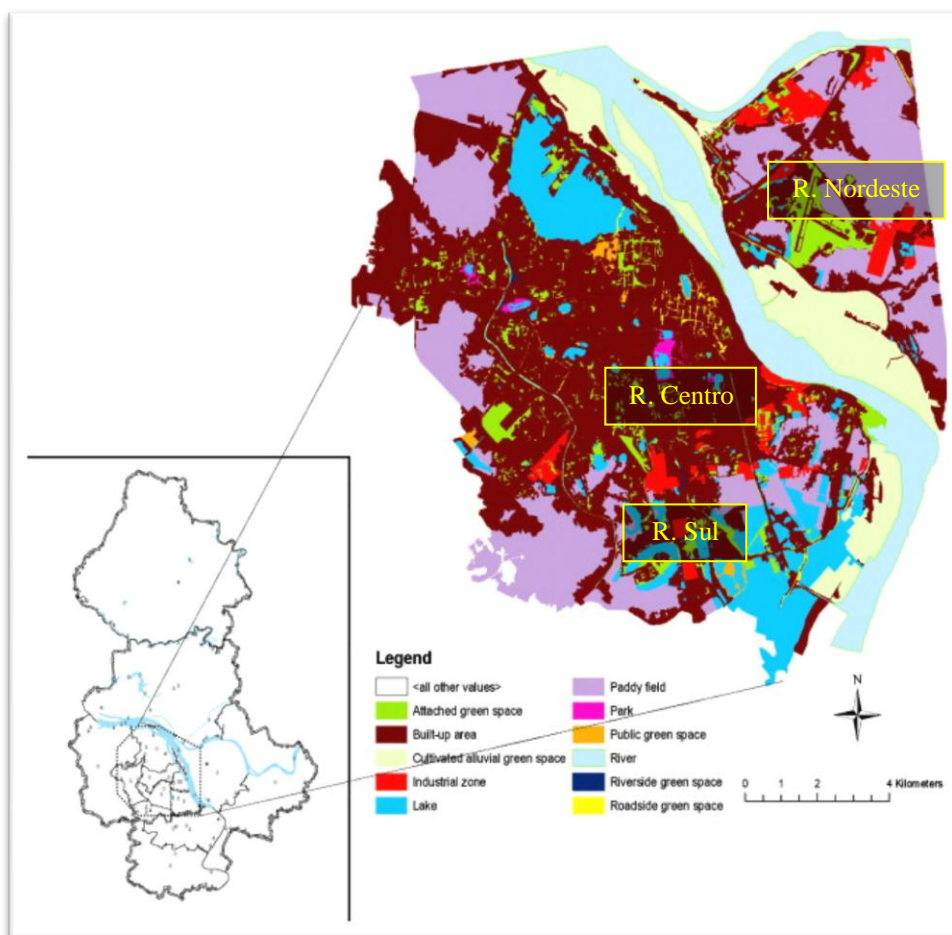 R. Nordeste
R. Centro
R. Sul
Legend
<all other values>
Attached green space
Built-up area
Cultivated alluvial green space
Industrial zone
Lake
Paddy field
Park
Public green space
River
Riverside green space
Roadside green space
N
0 1 2 4 Kilometers